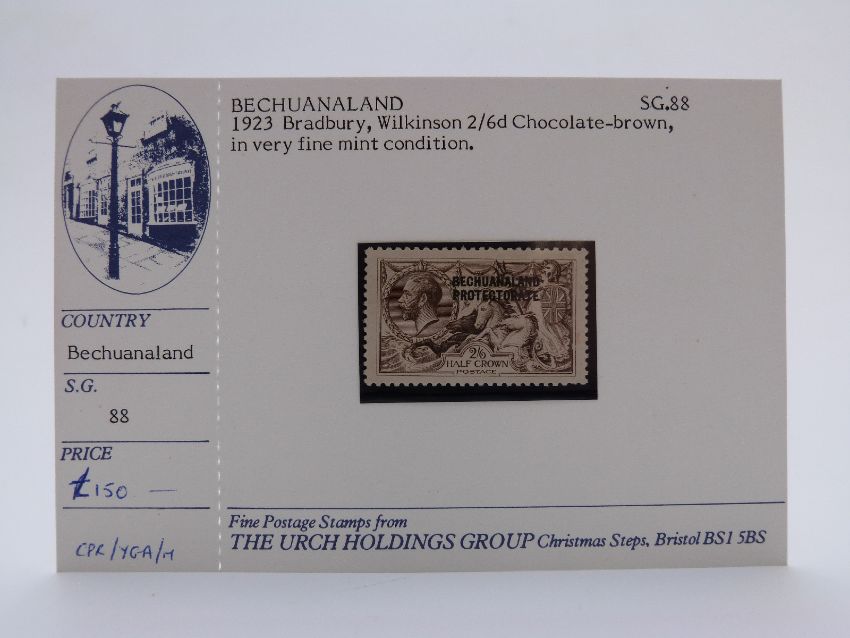 BECHUANALAND SG.88
1923 Bradbury, Wilkinson 2/6d Chocolate-brown,
in very fine mint condition.
COUNTRY
Bechuanaland
S.G.
88
PRICE
£150 —
CPR/YGA/M
BECHUANALAND
PROTECTORATE
2/6
HALF CROWN
POSTAGE
Fine Postage Stamps from
THE URCH HOLDINGS GROUP Christmas Steps, Bristol BS1 5BS